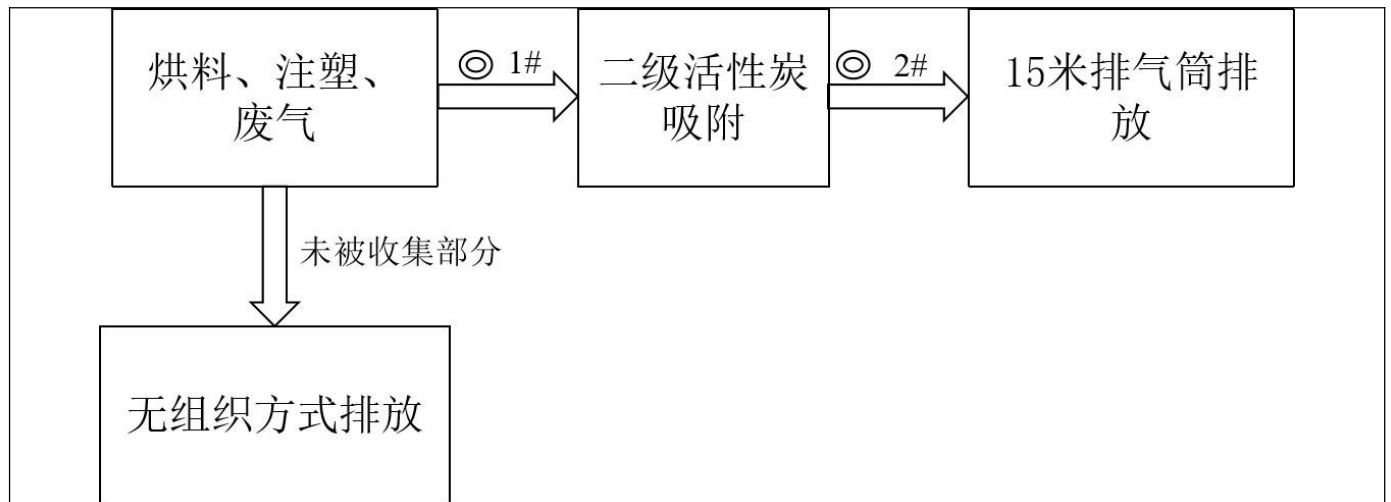 烘料、注塑、
废气
◎ 1#
二级活性炭
吸附
◎ 2#
15米排气筒排
放
未被收集部分
无组织方式排放